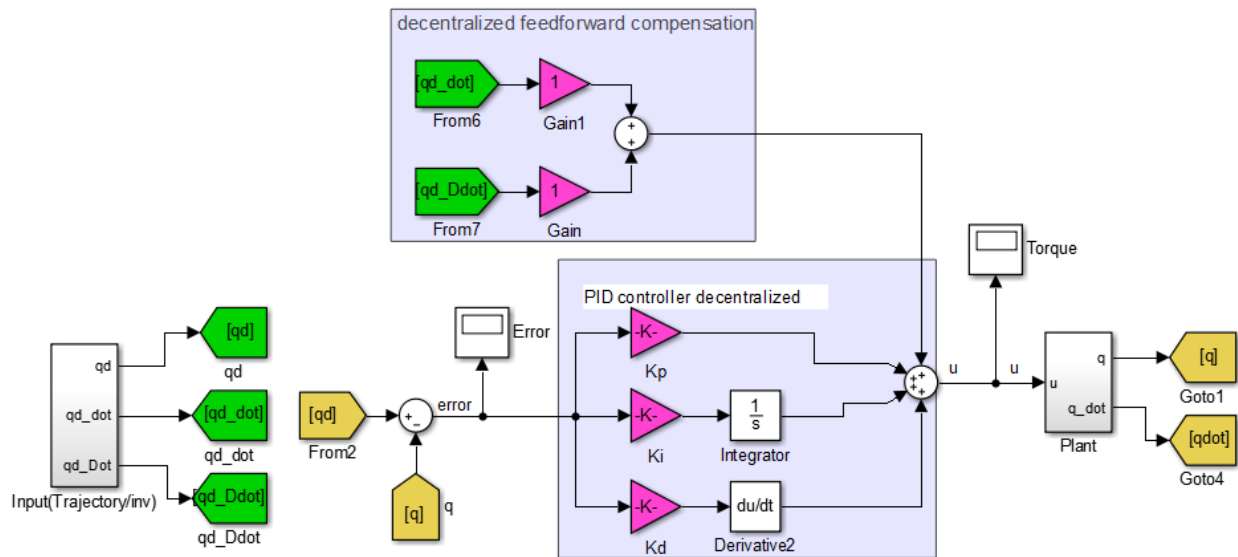 decentralized feedforward compensation
[qd_dot]
1
From6
Gain1
+
+
[qd_Ddot]
1
From7
Gain
Torque
PID controller decentralized
[qd]
qd
qd
Error
-K-
Kp
[qd_dot]
qd_dot
qd_dot
[qd]
From2
+
−
error
-K-
Ki
1
s
Integrator
+
+
+
+
u
u
u
q
q_dot
Plant
[q]
Goto1
[qdot]
Goto4
qd_Dot
Input(Trajectory/inv)
[qd_Ddot]
qd_Ddot
[q]
q
-K-
Kd
du/dt
Derivative2